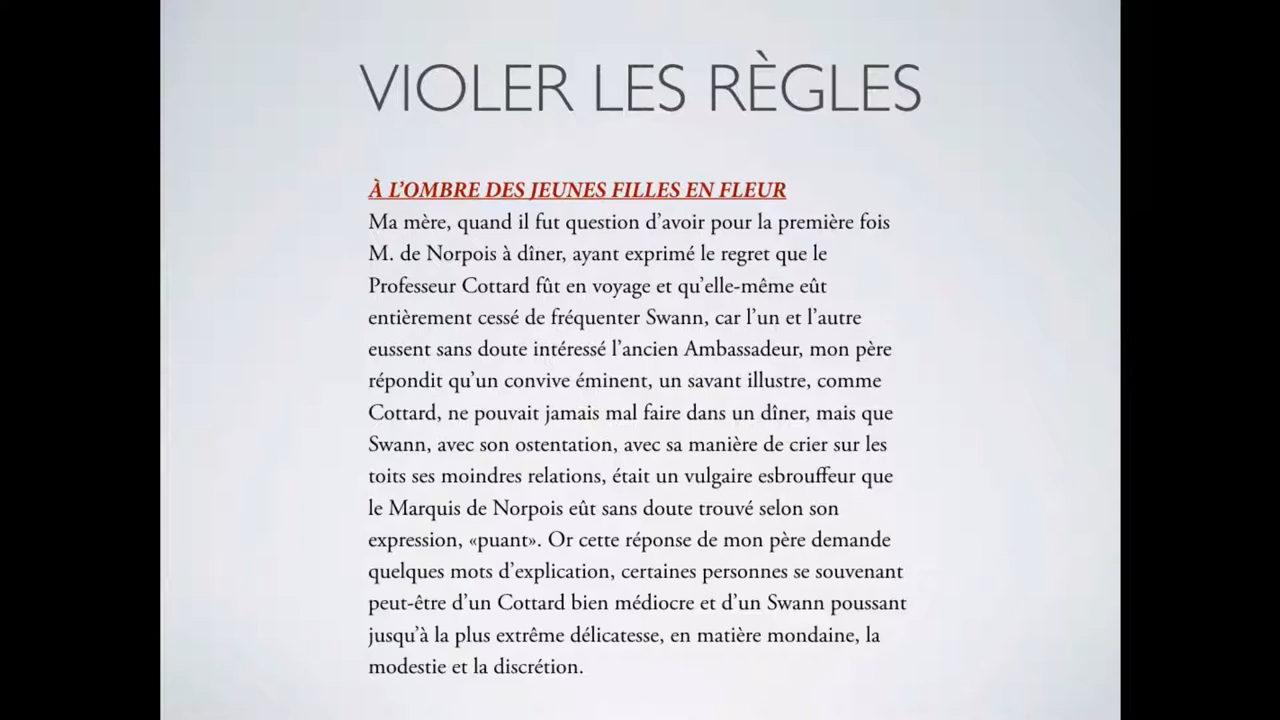 VIOLER LES RÈGLES
À L’OMBRE DES JEUNES FILLES EN FLEUR
Ma mère, quand il fut question d’avoir pour la première fois
M. de Norpois à dîner, ayant exprimé le regret que le
Professeur Cottard fût en voyage et qu’elle-même eût
entièrement cessé de fréquenter Swann, car l’un et l’autre
eussent sans doute intéressé l’ancien Ambassadeur, mon père
répondit qu’un convive éminent, un savant illustre, comme
Cottard, ne pouvait jamais mal faire dans un dîner, mais que
Swann, avec son ostentation, avec sa manière de crier sur les
toits ses moindres relations, était un vulgaire esbrouffeur que
le Marquis de Norpois eût sans doute trouvé selon son
expression, «puant». Or cette réponse de mon père demande
quelques mots d’explication, certaines personnes se souvenant
peut-être d’un Cottard bien médiocre et d’un Swann poussant
jusqu’à la plus extrême délicatesse, en matière mondaine, la
modestie et la discrétion.